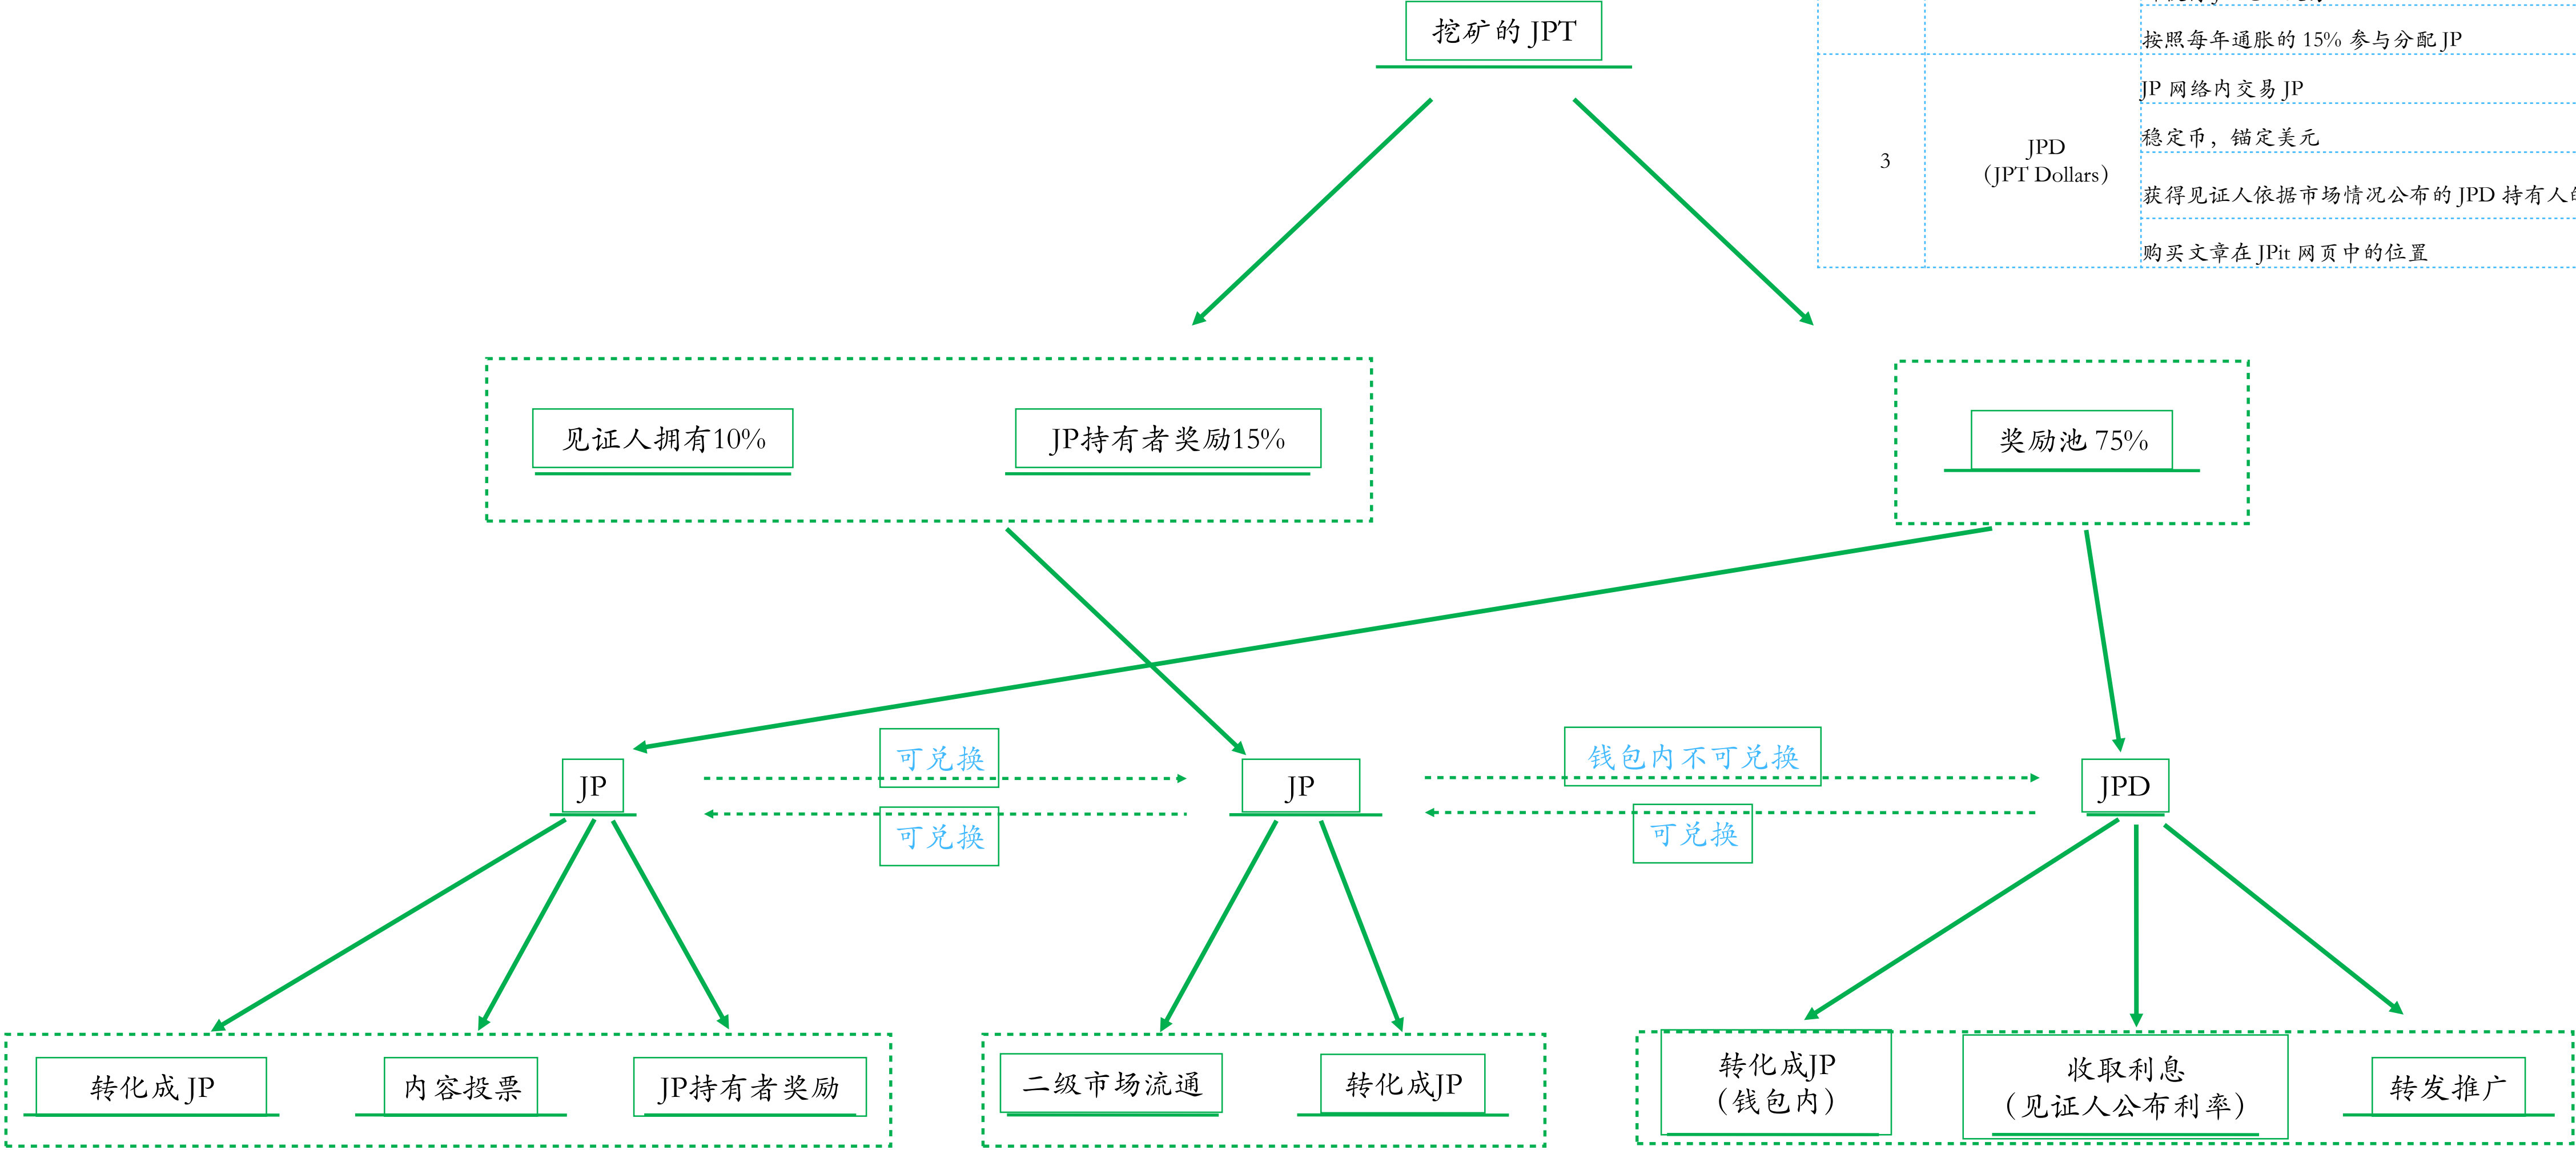 挖矿的 JPT
按照每年通胀的 15% 参与分配 JP
JP 网络内交易 JP
稳定币，锚定美元
3
JPD
（JPT Dollars）
获得见证人依据市场情况公布的 JPD 持有人的
购买文章在 JPit 网页中的位置
见证人拥有10%
JP持有者奖励15%
奖励池 75%
可兑换
钱包内不可兑换
JP
JP
JPD
可兑换
可兑换
转化成 JP
内容投票
JP持有者奖励
二级市场流通
转化成JP
转化成JP
（钱包内）
收取利息
（见证人公布利率）
转发推广